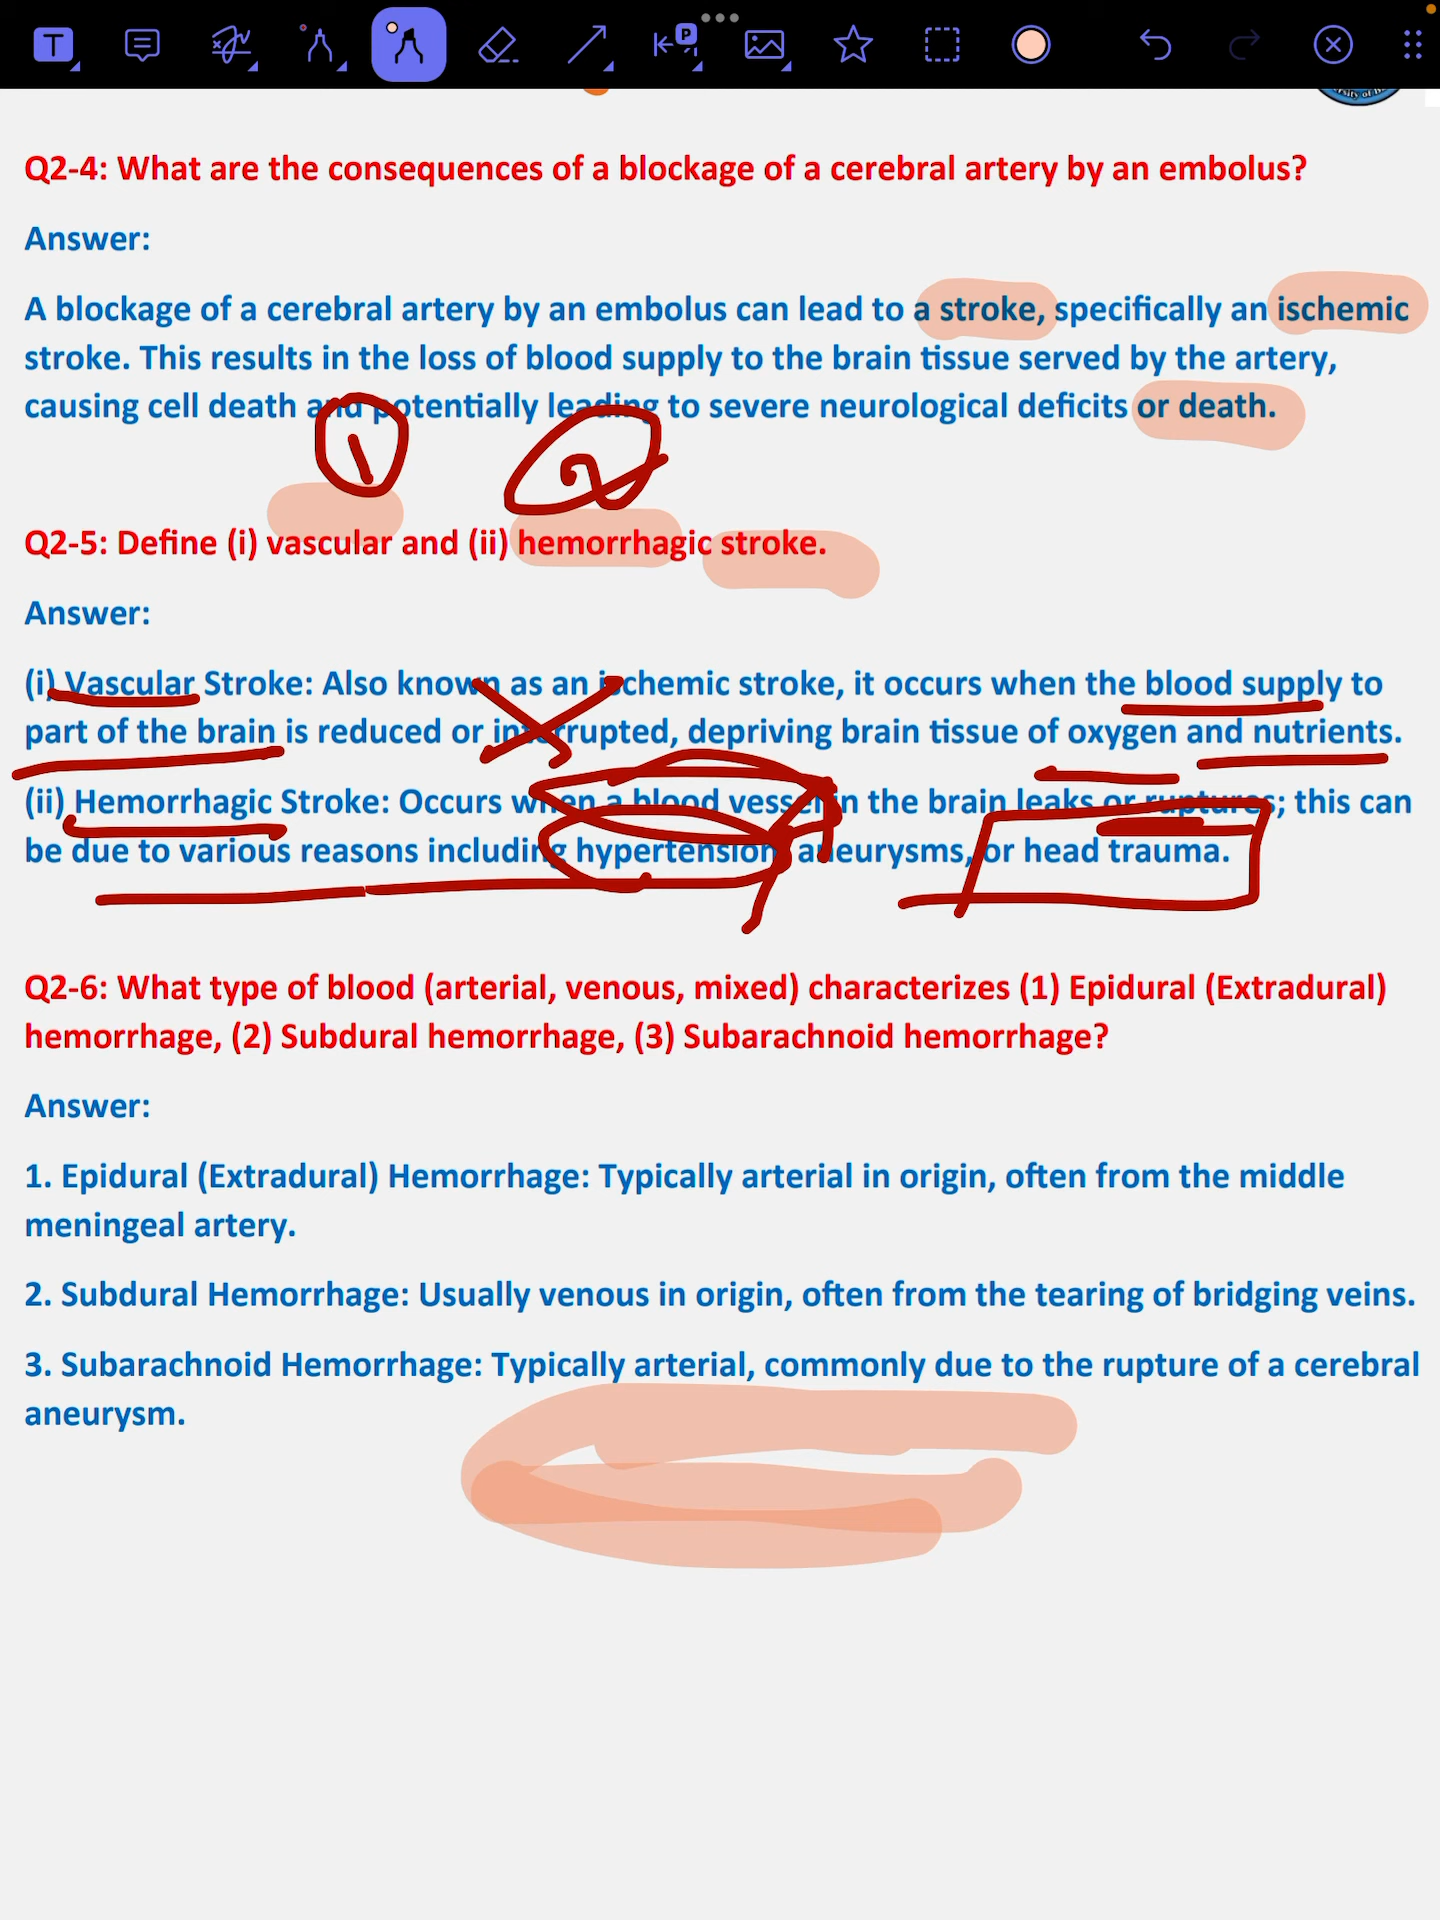 Q2-4: What are the consequences of a blockage of a cerebral artery by an embolus?
Answer:
A blockage of a cerebral artery by an embolus can lead to a stroke, specifically an ischemic
stroke. This results in the loss of blood supply to the brain tissue served by the artery,
causing cell death and potentially leading to severe neurological deficits or death.
1 2
Q2-5: Define (i) vascular and (ii) hemorrhagic stroke.
Answer:
(i) Vascular Stroke: Also known as an ischemic stroke, it occurs when the blood supply to
part of the brain is reduced or interrupted, depriving brain tissue of oxygen and nutrients.
(ii) Hemorrhagic Stroke: Occurs when a blood vessel in the brain leaks or ruptures; this can
be due to various reasons including hypertension, aneurysms, or head trauma.
Q2-6: What type of blood (arterial, venous, mixed) characterizes (1) Epidural (Extradural)
hemorrhage, (2) Subdural hemorrhage, (3) Subarachnoid hemorrhage?
Answer:
1. Epidural (Extradural) Hemorrhage: Typically arterial in origin, often from the middle
meningeal artery.
2. Subdural Hemorrhage: Usually venous in origin, often from the tearing of bridging veins.
3. Subarachnoid Hemorrhage: Typically arterial, commonly due to the rupture of a cerebral
aneurysm.